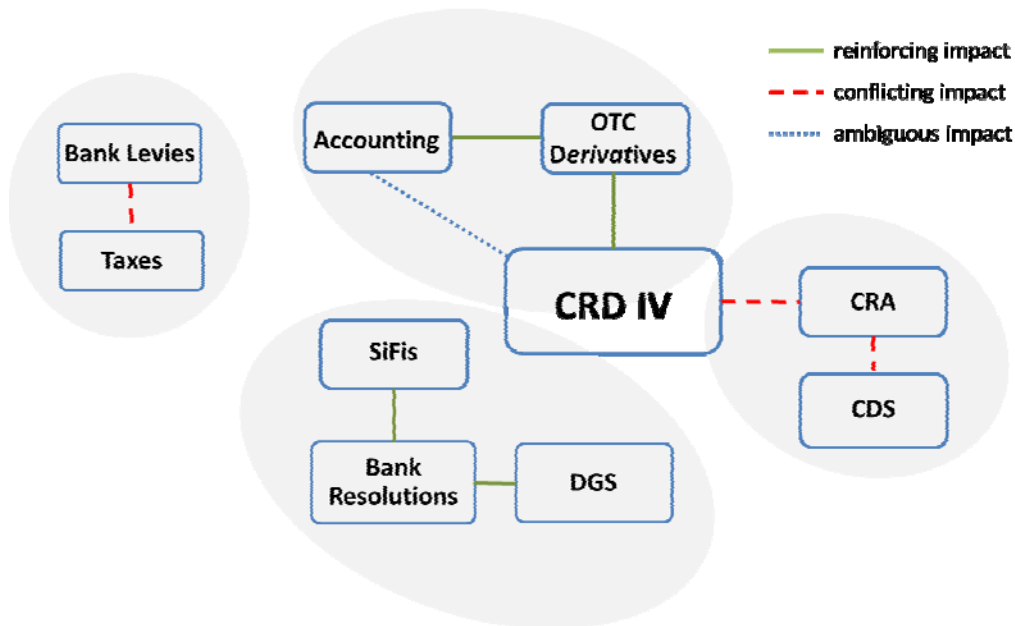 reinforcing impact
conflicting impact
ambiguous impact
Bank Levies
Taxes
Accounting
OTC
Derivatives
CRD IV
CRA
CDS
SiFis
Bank
Resolutions
DGS